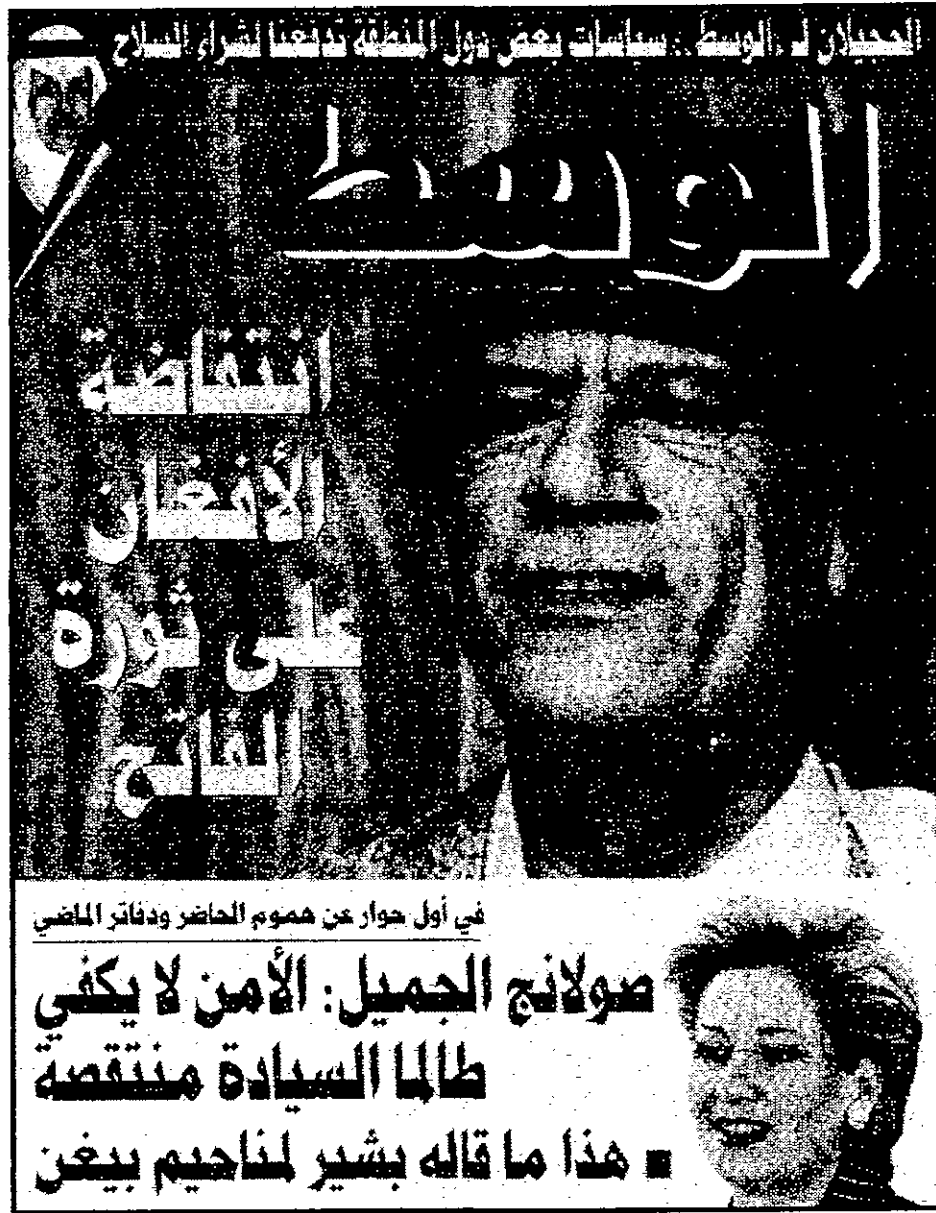 الحجيلان لـ «الوسط»: سياسات بعض دول المنطقة تدفعنا لشراء السلاح
الوسط
انتفاضة
الأفغان
على ثورة
الفاتح
في أول حوار عن هموم الحاضر ودفاتر الماضي
صولانج الجميل: الأمن لا يكفي
طالما السيادة منتقصة
■ هذا ما قاله بشير لمناحيم بيغن